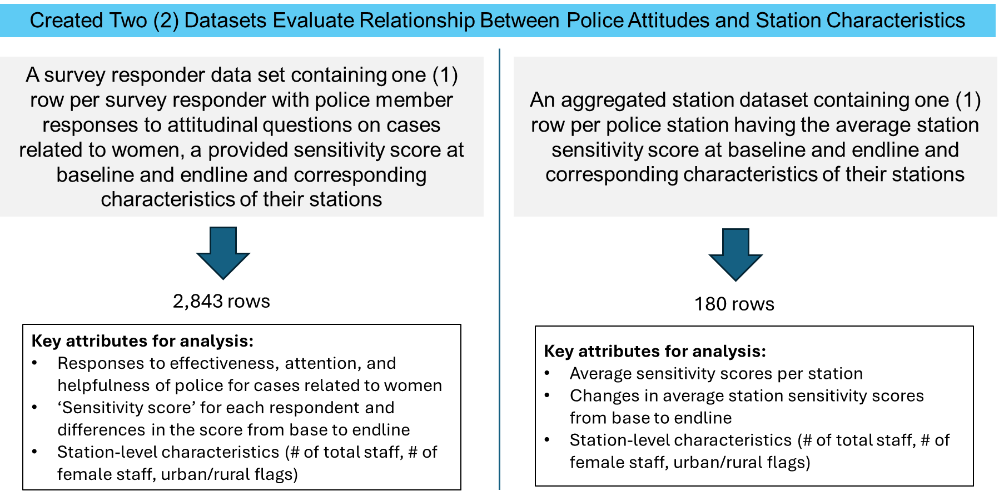 Created Two (2) Datasets Evaluate Relationship Between Police Attitudes and Station Characteristics
A survey responder data set containing one (1)
row per survey responder with police member
responses to attitudinal questions on cases
related to women, a provided sensitivity score at
baseline and endline and corresponding
characteristics of their stations
2,843 rows
Key attributes for analysis:
• Responses to effectiveness, attention, and
helpfulness of police for cases related to women
• ‘Sensitivity score’ for each respondent and
differences in the score from base to endline
• Station-level characteristics (# of total staff, # of
female staff, urban/rural flags)
An aggregated station dataset containing one (1)
row per police station having the average station
sensitivity score at baseline and endline and
corresponding characteristics of their stations
180 rows
Key attributes for analysis:
• Average sensitivity scores per station
• Changes in average station sensitivity scores
from base to endline
• Station-level characteristics (# of total staff, # of
female staff, urban/rural flags)